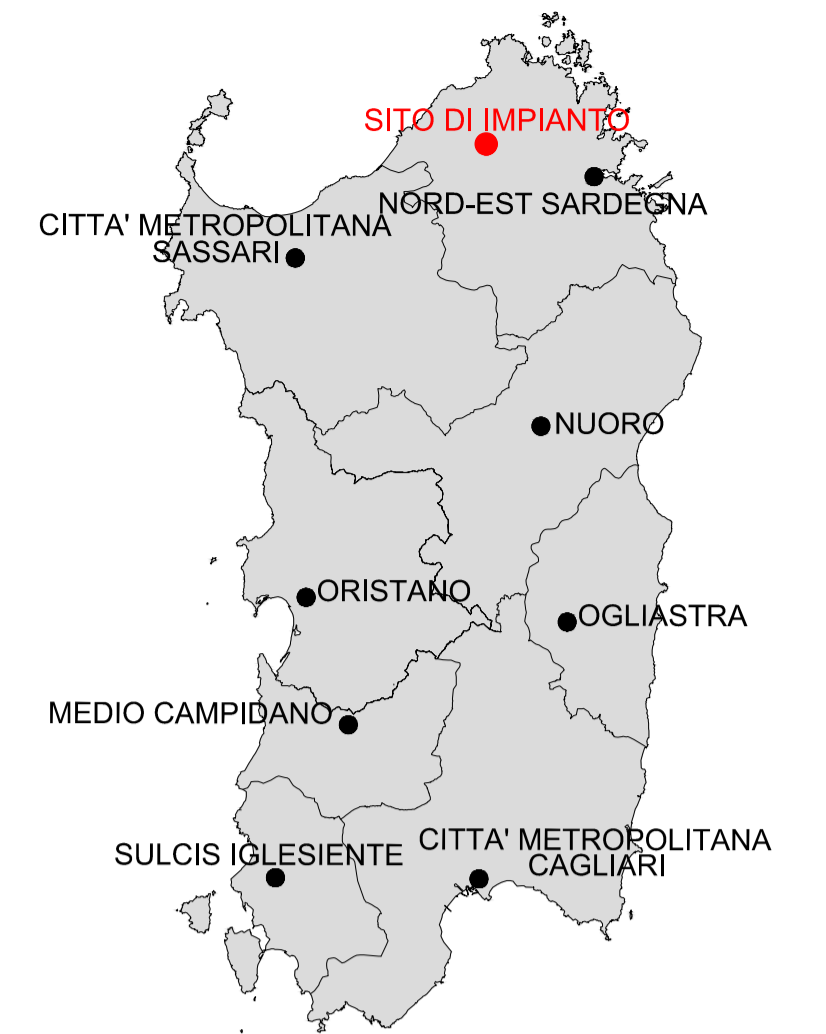 SITO DI IMPIANTO
NORD-EST SARDEGNA
CITTA' METROPOLITANA
SASSARI
NUORO
ORISTANO
OGLIASTRA
MEDIO CAMPIDANO
CITTA' METROPOLITANA
CAGLIARI
SULCIS IGLESIENTE